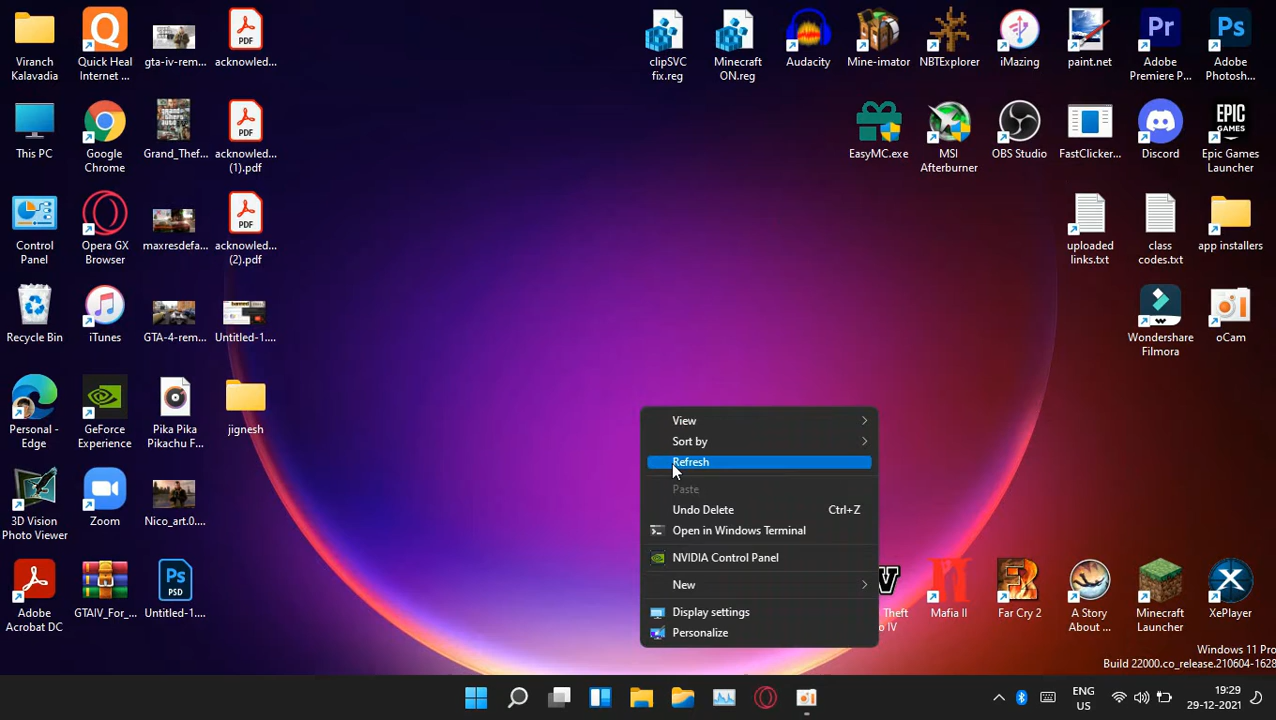 Viranch
Kalavadia
Quick Heal
Internet ...
gta-iv-rem...
acknowled...
This PC
Google
Chrome
Grand_Thef...
acknowled...
(1).pdf
Control
Panel
Opera GX
Browser
maxresdefa...
acknowled...
(2).pdf
Recycle Bin
iTunes
GTA-4-rem...
Untitled-1....
Personal -
Edge
GeForce
Experience
Pika Pika
Pikachu F...
jignesh
3D Vision
Photo Viewer
Zoom
Nico_art.0....
Adobe
Acrobat DC
GTAIV_For_...
Untitled-1....
PDF
PDF
PDF
PSD
clipSVC
fix.reg
Minecraft
ON.reg
Audacity
Mine-imator
NBTExplorer
iMazing
paint.net
Adobe
Premiere P...
Adobe
Photosh...
EasyMC.exe
MSI
Afterburner
OBS Studio
FastClicker...
Discord
EPIC
GAMES
Epic Games
Launcher
uploaded
links.txt
class
codes.txt
app installers
Wondershare
Filmora
oCam
View
Sort by
Refresh
Paste
Undo Delete Ctrl+Z
Open in Windows Terminal
NVIDIA Control Panel
New
Display settings
Personalize
Theft
o IV
Mafia II
Far Cry 2
A Story
About ...
Minecraft
Launcher
XePlayer
Windows 11 Pro
Build 22000.co_release.210604-1628
ENG
US
29-12-2021